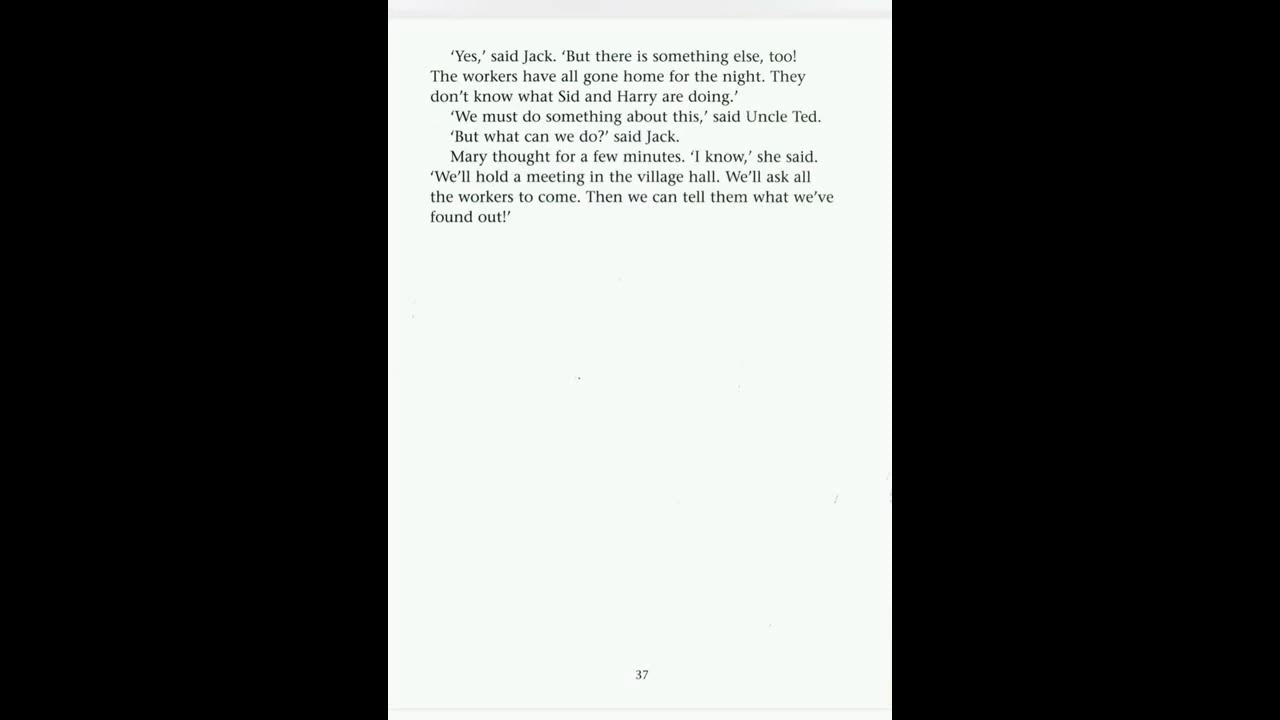 ‘Yes,’ said Jack. ‘But there is something else, too!
The workers have all gone home for the night. They
don’t know what Sid and Harry are doing.’
‘We must do something about this,’ said Uncle Ted.
‘But what can we do?’ said Jack.
Mary thought for a few minutes. ‘I know,’ she said.
‘We’ll hold a meeting in the village hall. We’ll ask all
the workers to come. Then we can tell them what we’ve
found out!’
37